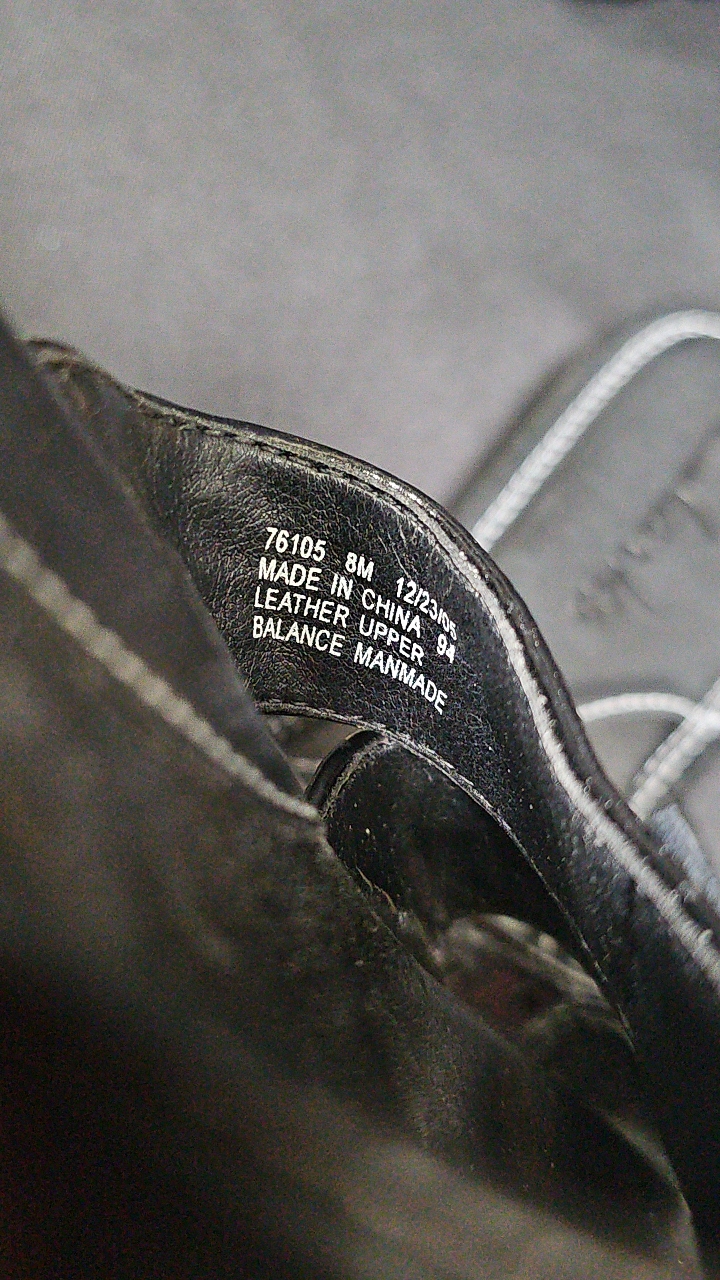 76105 8M 12/23/05
MADE IN CHINA 94
LEATHER UPPER
BALANCE MANMADE